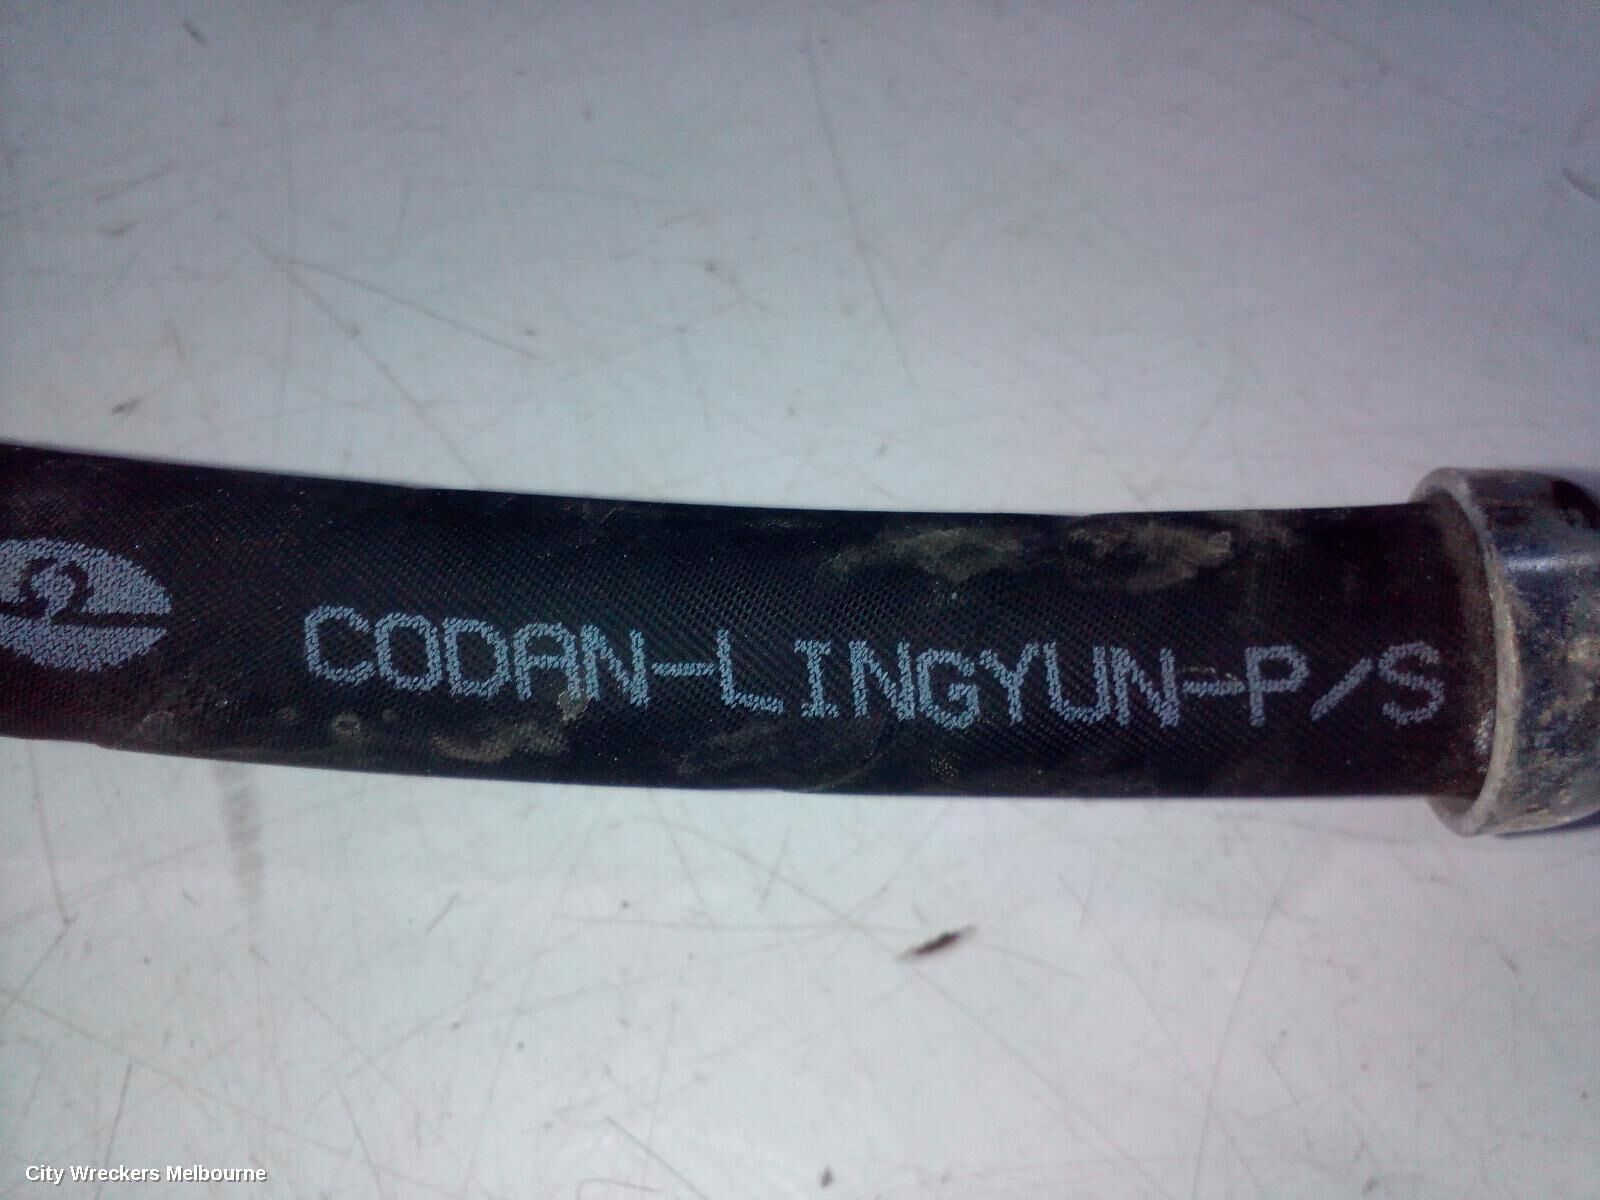 CODAN-LINGYUN-P/S
City Wreckers Melbourne